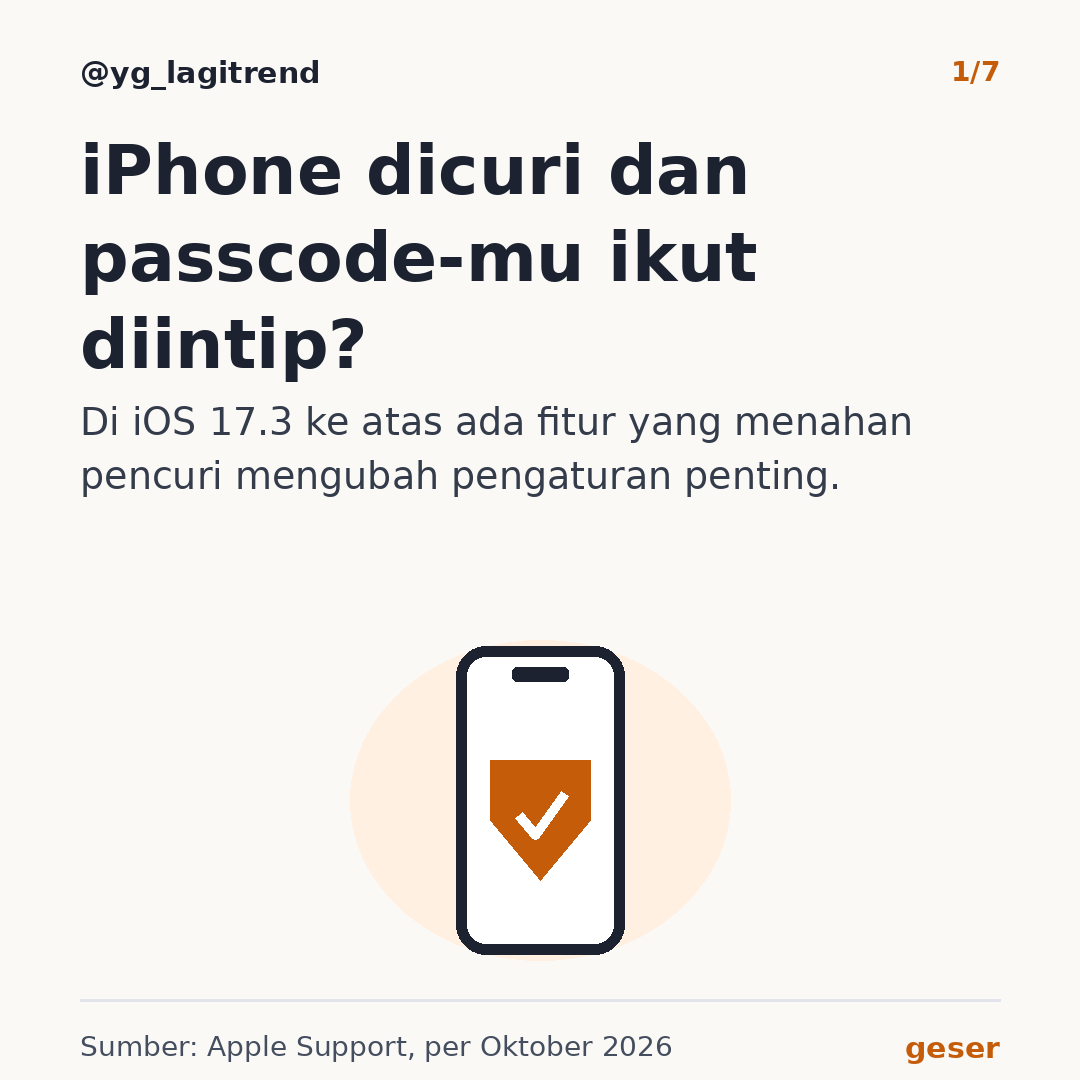 @yg_lagitrend
1/7
iPhone dicuri dan
passcode-mu ikut
diintip?
Di iOS 17.3 ke atas ada fitur yang menahan
pencuri mengubah pengaturan penting.
Sumber: Apple Support, per Oktober 2026
geser